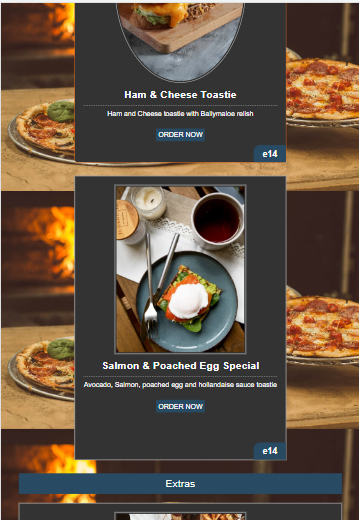 Ham & Cheese Toastie
Ham and Cheese toastie with Ballymaloe relish
ORDER NOW
e14
Salmon & Poached Egg Special
Avocado, Salmon, poached egg and hollandaise sauce toastie
ORDER NOW
e14
Extras